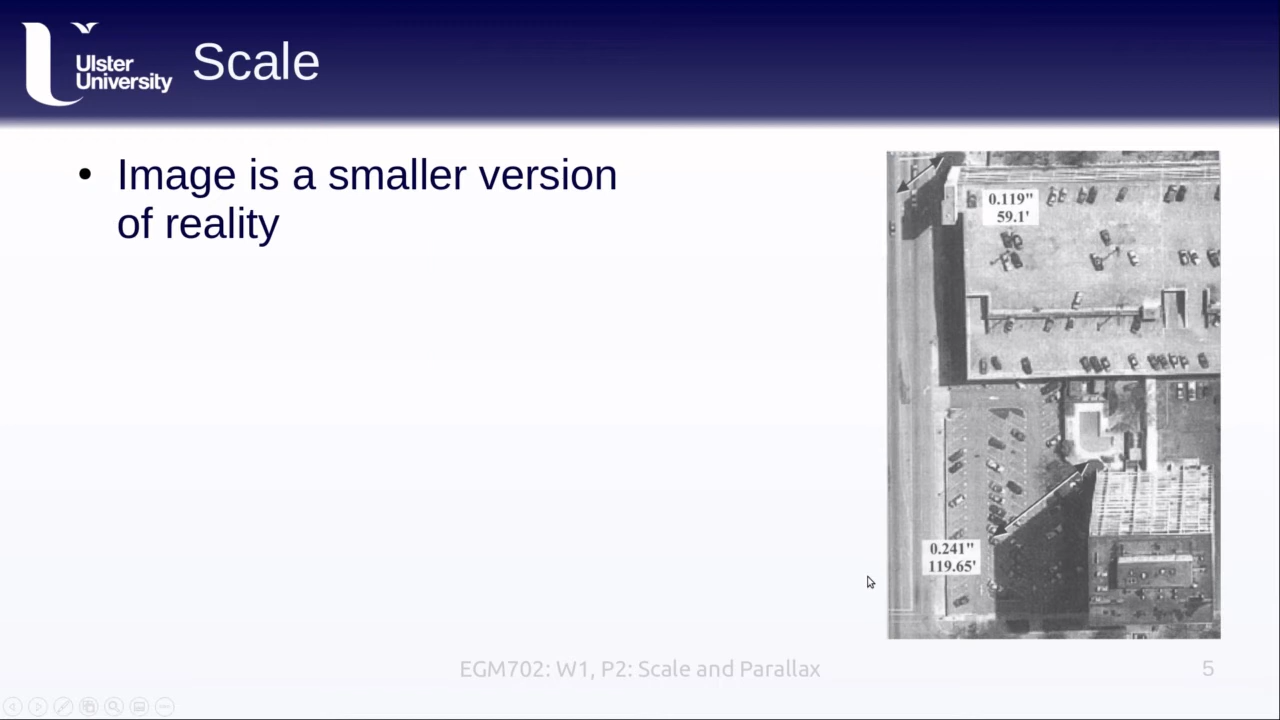 Ulster
University
Scale
• Image is a smaller version
of reality
0.119"
59.1'
0.241"
119.65'
EGM702: W1, P2: Scale and Parallax
5